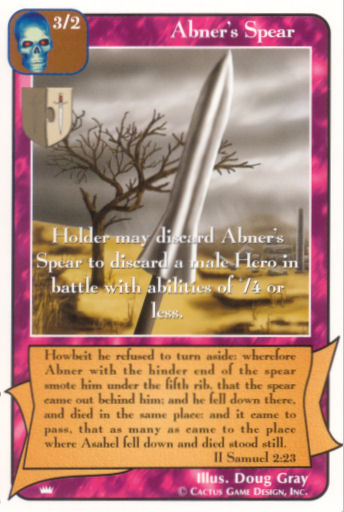 3/2
Abner's Spear
Holder may discard Abner's
Spear to discard a male Hero in
battle with abilities of */4 or
less.
Howbeit he refused to turn aside: wherefore
Abner with the hinder end of the spear
smote him under the fifth rib, that the spear
came out behind him; and he fell down there,
and died in the same place: and it came to
pass, that as many as came to the place
where Asahel fell down and died stood still.
II Samuel 2:23
Illus. Doug Gray
© Cactus Game Design, Inc.